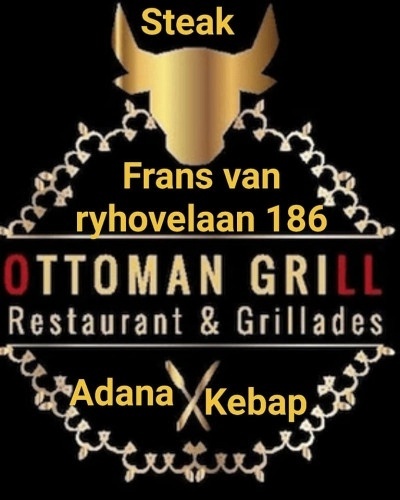 Steak
Frans van
ryhovelaan 186
OTTOMAN GRILL
Restaurant & Grillades
Adana Kebap